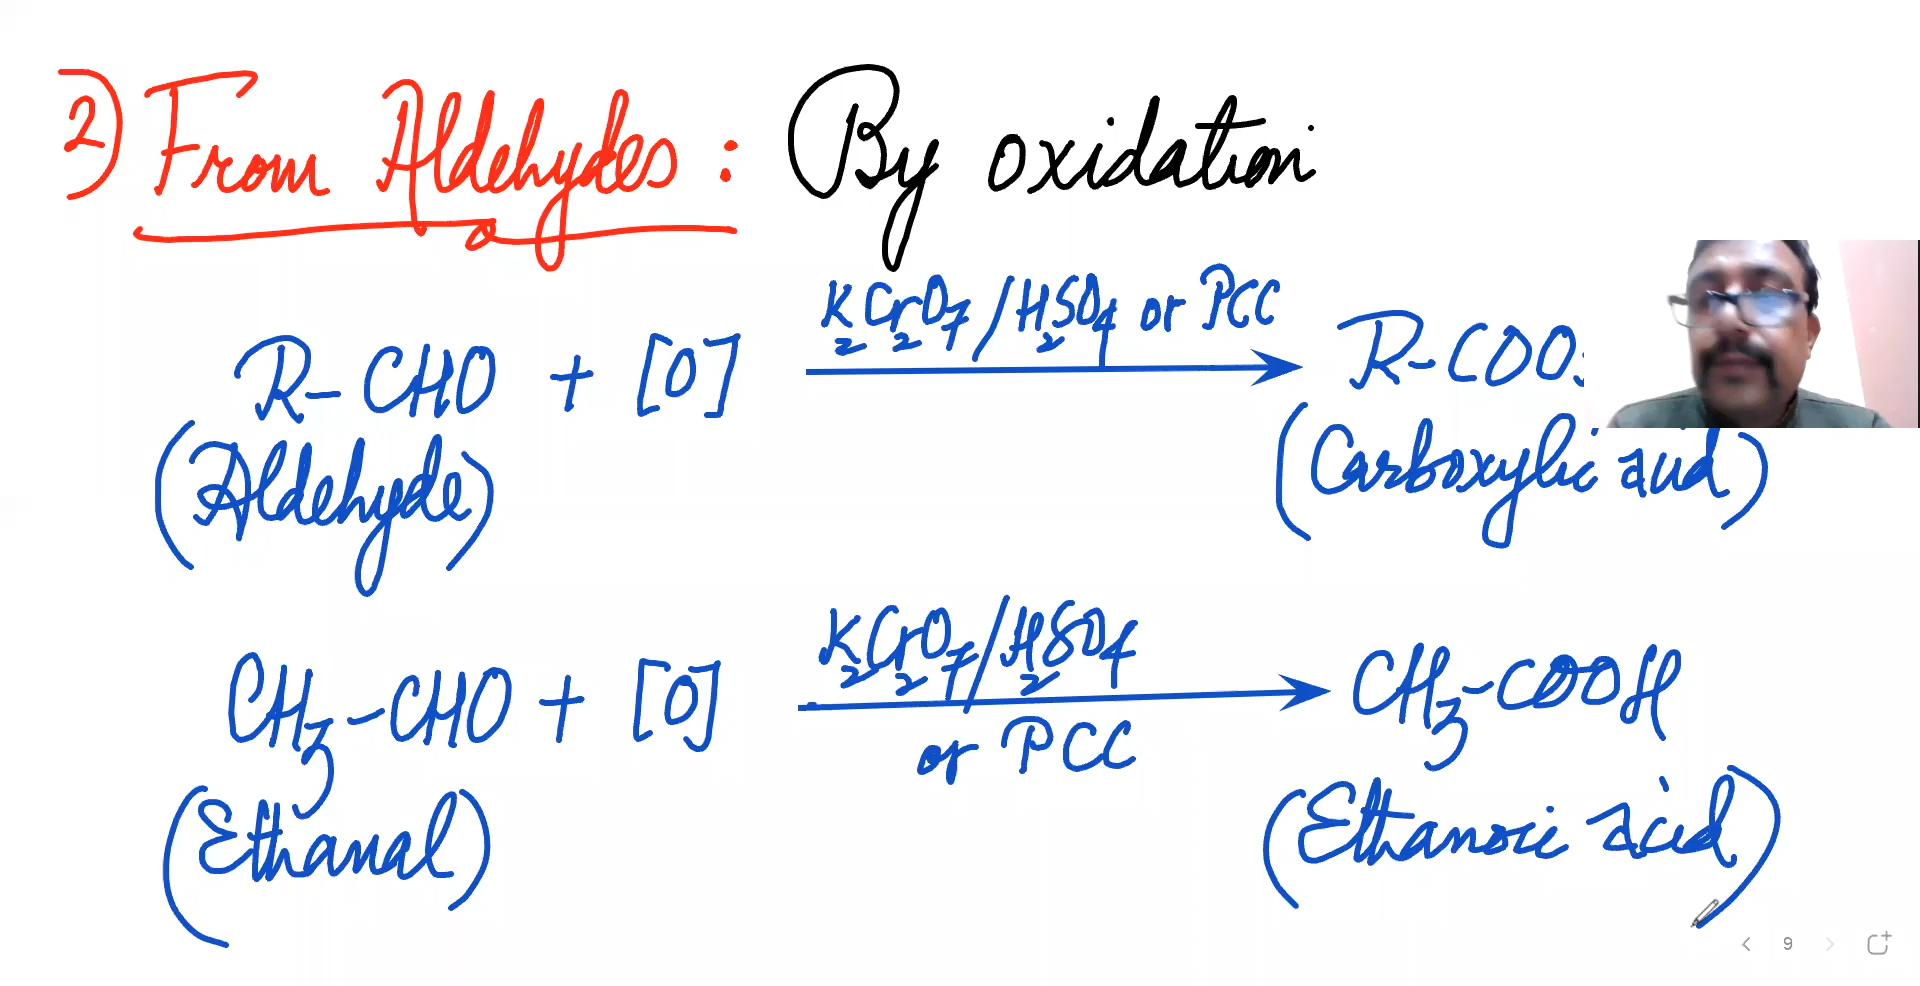 2) From Aldehydes : By oxidation
K₂Cr₂O₇/H₂SO₄ or PCC
R-CHO + [O] R-COO
(Aldehyde) (Carboxylic acid)
K₂Cr₂O₇/H₂SO₄
CH₃-CHO + [O] CH₃-COOH
or PCC
(Ethanal) (Ethanoic acid)
9